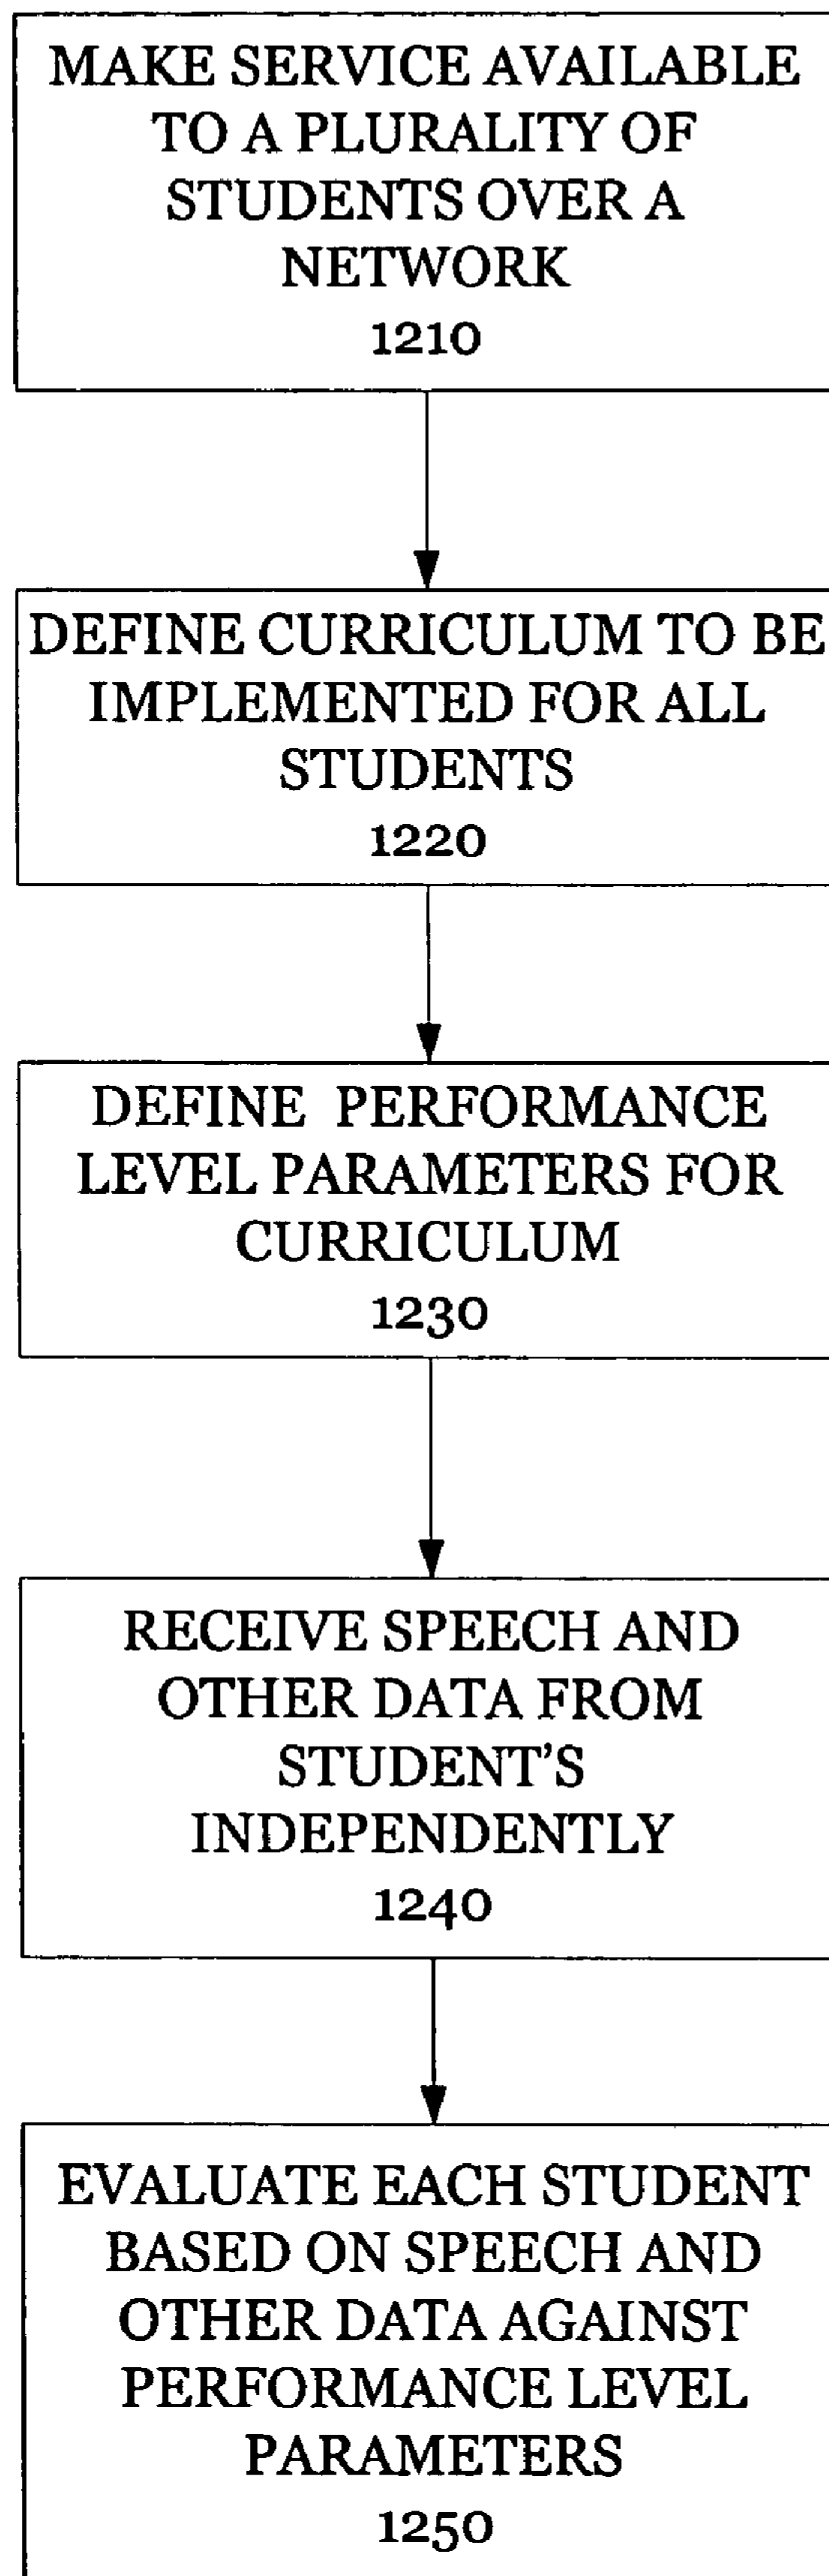 MAKE SERVICE AVAILABLE
TO A PLURALITY OF
STUDENTS OVER A
NETWORK
1210
DEFINE CURRICULUM TO BE
IMPLEMENTED FOR ALL
STUDENTS
1220
DEFINE PERFORMANCE
LEVEL PARAMETERS FOR
CURRICULUM
1230
RECEIVE SPEECH AND
OTHER DATA FROM
STUDENT’S
INDEPENDENTLY
1240
EVALUATE EACH STUDENT
BASED ON SPEECH AND
OTHER DATA AGAINST
PERFORMANCE LEVEL
PARAMETERS
1250